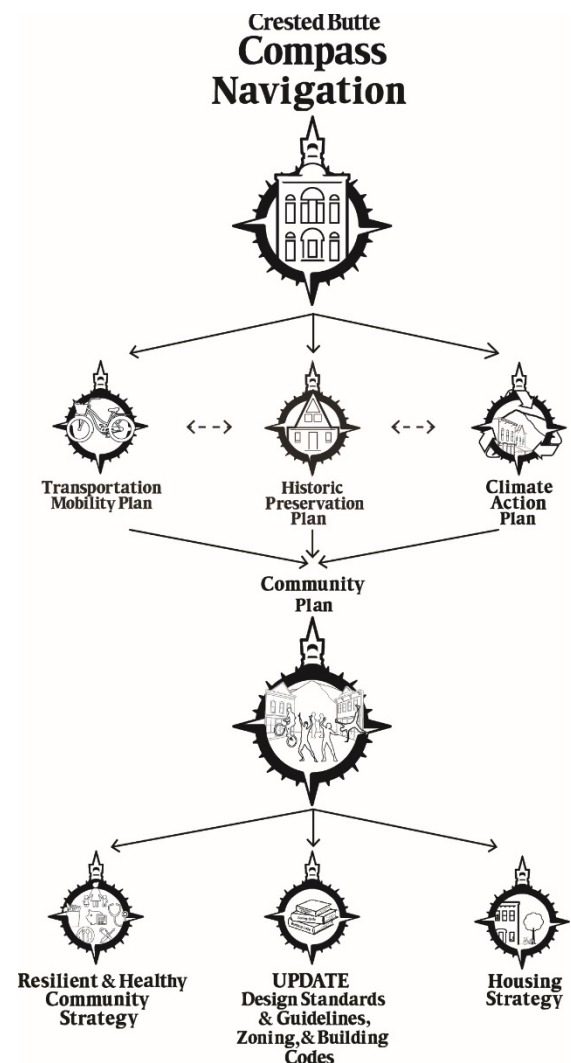 Crested Butte
Compass
Navigation
Transportation
Mobility Plan
Historic
Preservation
Plan
Climate
Action
Plan
Community
Plan
Resilient & Healthy
Community
Strategy
UPDATE
Design Standards
& Guidelines,
Zoning,& Building
Codes
Housing
Strategy